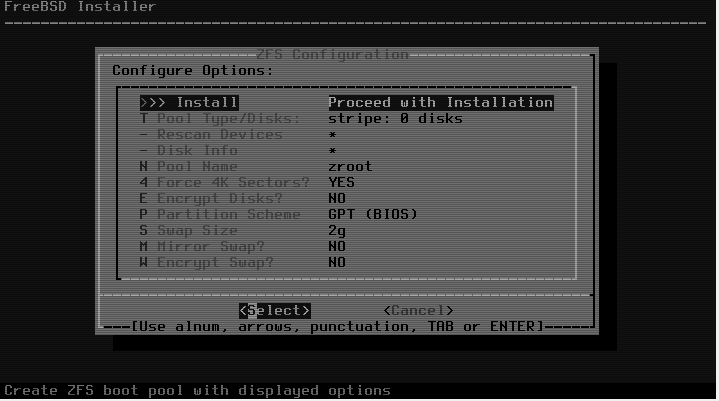 FreeBSD Installer
ZFS Configuration
Configure Options:
>>> Install Proceed with Installation
T Pool Type/Disks: stripe: 0 disks
- Rescan Devices *
- Disk Info *
N Pool Name zroot
4 Force 4K Sectors? YES
E Encrypt Disks? NO
P Partition Scheme GPT (BIOS)
S Swap Size 2g
M Mirror Swap? NO
W Encrypt Swap? NO
<Select> <Cancel>
[Use alnum, arrows, punctuation, TAB or ENTER]
Create ZFS boot pool with displayed options